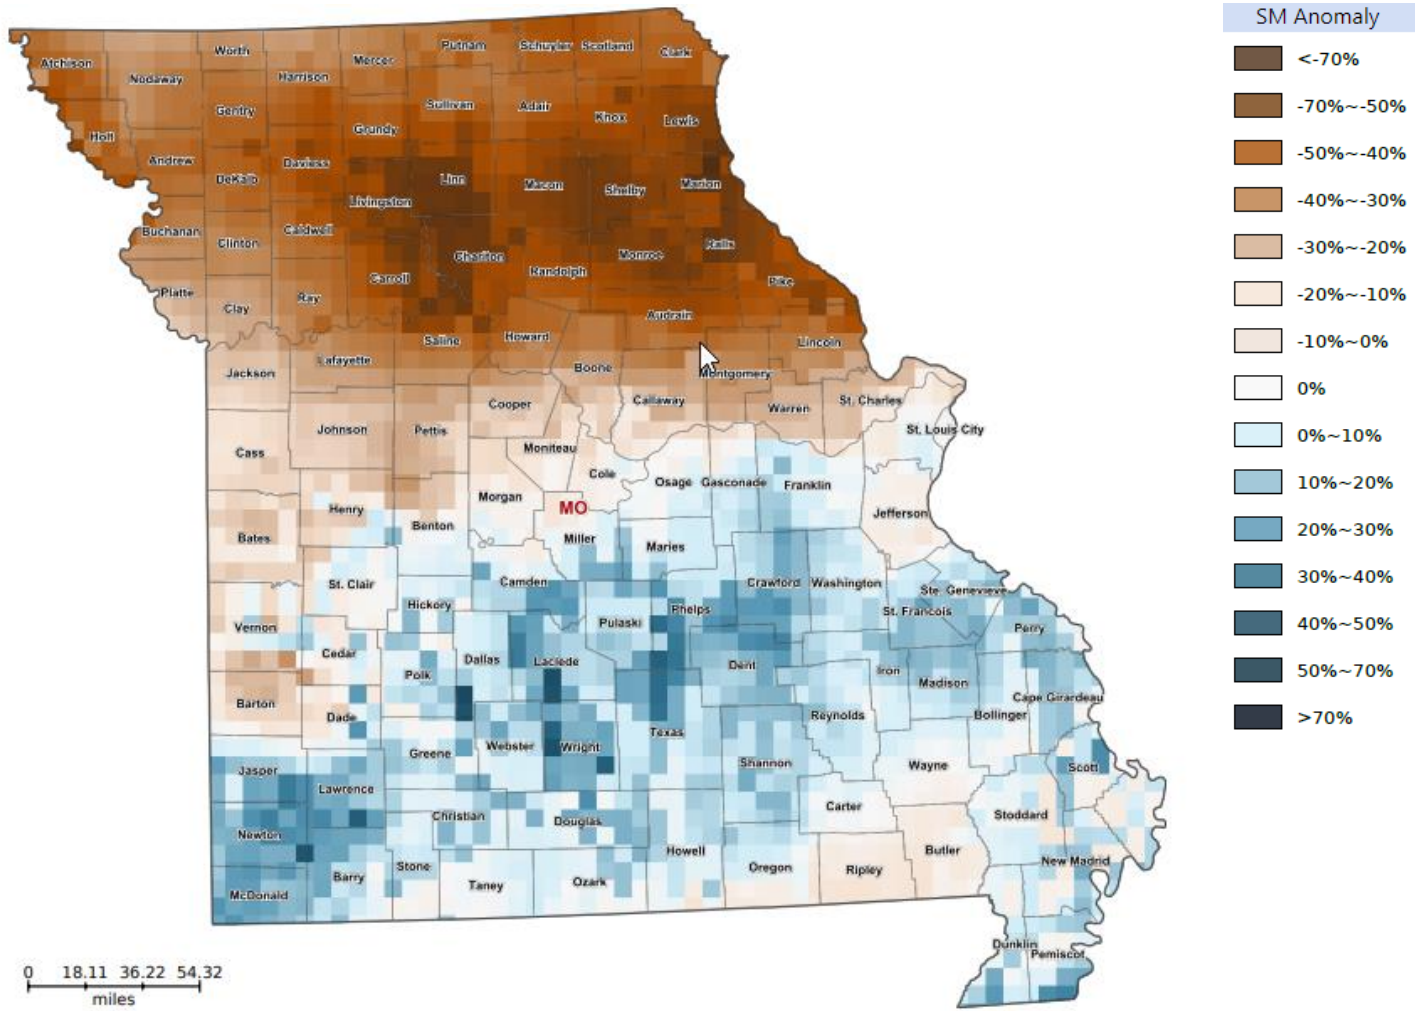 SM Anomaly
<-70%
-70%~-50%
-50%~-40%
-40%~-30%
-30%~-20%
-20%~-10%
-10%~0%
0%
0%~10%
10%~20%
20%~30%
30%~40%
40%~50%
50%~70%
>70%
Putnam
Schuyler
Scotland
Worth
Clark
Atchison
Mercer
Nodaway
Harrison
Sullivan
Adair
Gentry
Knox
Lewis
Grundy
Holt
Andrew
Daviess
DeKalb
Linn
Macon
Shelby
Marion
Livingston
Buchanan
Clinton
Caldwell
Ralls
Chariton
Monroe
Randolph
Carroll
Pike
Platte
Ray
Clay
Audrain
Howard
Saline
Lincoln
Lafayette
Boone
Jackson
Montgomery
Cooper
Callaway
Warren
St. Charles
Johnson
Pettis
St. Louis City
Moniteau
Cass
Cole
Osage
Gasconade
Franklin
Morgan
MO
Henry
Jefferson
Benton
Bates
Miller
Maries
St. Clair
Camden
Crawford
Washington
Ste. Genevieve
Hickory
Phelps
St. Francois
Pulaski
Vernon
Perry
Cedar
Dallas
Laclede
Dent
Polk
Iron
Madison
Barton
Cape Girardeau
Dade
Reynolds
Bollinger
Texas
Webster
Wright
Greene
Shannon
Wayne
Scott
Jasper
Lawrence
Carter
Christian
Stoddard
Douglas
Newton
Howell
Butler
New Madrid
Stone
Oregon
Ripley
Barry
Taney
Ozark
McDonald
Dunklin
Pemiscot
0 18.11 36.22 54.32
miles